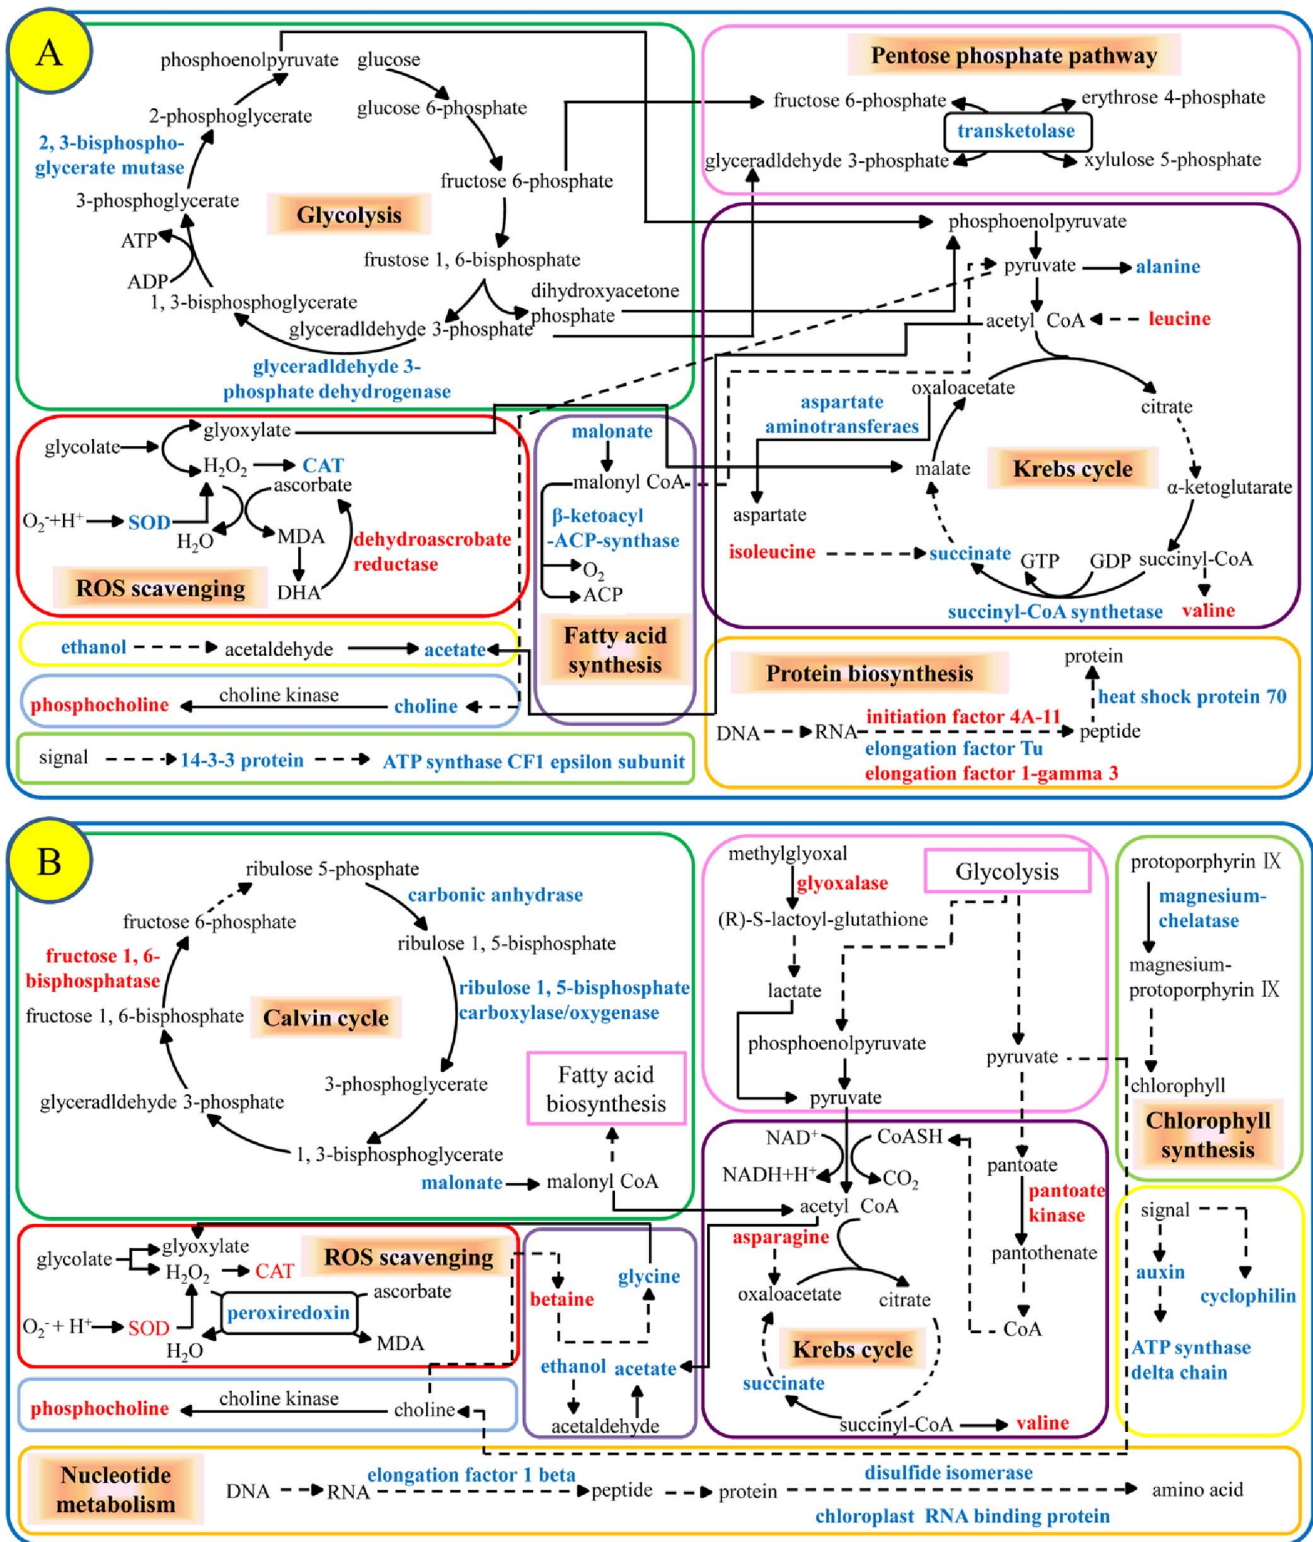 A
phosphoenolpyruvate
glucose
2-phosphoglycerate
glucose 6-phosphate
2, 3-bisphospho-
glycerate mutase
3-phosphoglycerate
fructose 6-phosphate
Glycolysis
ATP
ADP
frustose 1, 6-bisphosphate
1, 3-bisphosphoglycerate
dihydroxyacetone
phosphate
glyceradldehyde 3-phosphate
glyceradldehyde 3-
phosphate dehydrogenase
Pentose phosphate pathway
fructose 6-phosphate
erythrose 4-phosphate
transketolase
glyceradldehyde 3-phosphate
xylulose 5-phosphate
phosphoenolpyruvate
pyruvate
alanine
acetyl CoA
leucine
oxaloacetate
citrate
aspartate
aminotransferaes
malate
Krebs cycle
α-ketoglutarate
aspartate
isoleucine
succinate
GTP
GDP
succinyl-CoA
succinyl-CoA synthetase
valine
glycolate
glyoxylate
H₂O₂
CAT
ascorbate
O₂⁻+H⁺
SOD
H₂O
MDA
dehydroascrobate
reductase
ROS scavenging
DHA
malonate
malonyl CoA
β-ketoacyl
-ACP-synthase
O₂
ACP
Fatty acid
synthesis
ethanol
acetaldehyde
acetate
phosphocholine
choline kinase
choline
signal
14-3-3 protein
ATP synthase CF1 epsilon subunit
Protein biosynthesis
protein
heat shock protein 70
DNA
RNA
initiation factor 4A-11
peptide
elongation factor Tu
elongation factor 1-gamma 3
B
ribulose 5-phosphate
carbonic anhydrase
fructose 6-phosphate
ribulose 1, 5-bisphosphate
fructose 1, 6-
bisphosphatase
ribulose 1, 5-bisphosphate
carboxylase/oxygenase
fructose 1, 6-bisphosphate
Calvin cycle
3-phosphoglycerate
glyceradldehyde 3-phosphate
1, 3-bisphosphoglycerate
Fatty acid
biosynthesis
malonate
malonyl CoA
methylglyoxal
glyoxalase
Glycolysis
(R)-S-lactoyl-glutathione
lactate
phosphoenolpyruvate
pyruvate
pyruvate
protoporphyrin IX
magnesium-
chelatase
magnesium-
protoporphyrin IX
chlorophyll
Chlorophyll
synthesis
NAD⁺
CoASH
NADH+H⁺
CO₂
pantoate
pantoate
kinase
acetyl CoA
asparagine
pantothenate
oxaloacetate
citrate
CoA
Krebs cycle
succinate
succinyl-CoA
valine
signal
auxin
cyclophilin
ATP synthase
delta chain
glycolate
glyoxylate
ROS scavenging
H₂O₂
CAT
ascorbate
peroxiredoxin
O₂⁻+ H⁺
SOD
H₂O
MDA
glycine
betaine
ethanol
acetate
acetaldehyde
phosphocholine
choline kinase
choline
Nucleotide
metabolism
DNA
RNA
elongation factor 1 beta
peptide
protein
disulfide isomerase
chloroplast RNA binding protein
amino acid